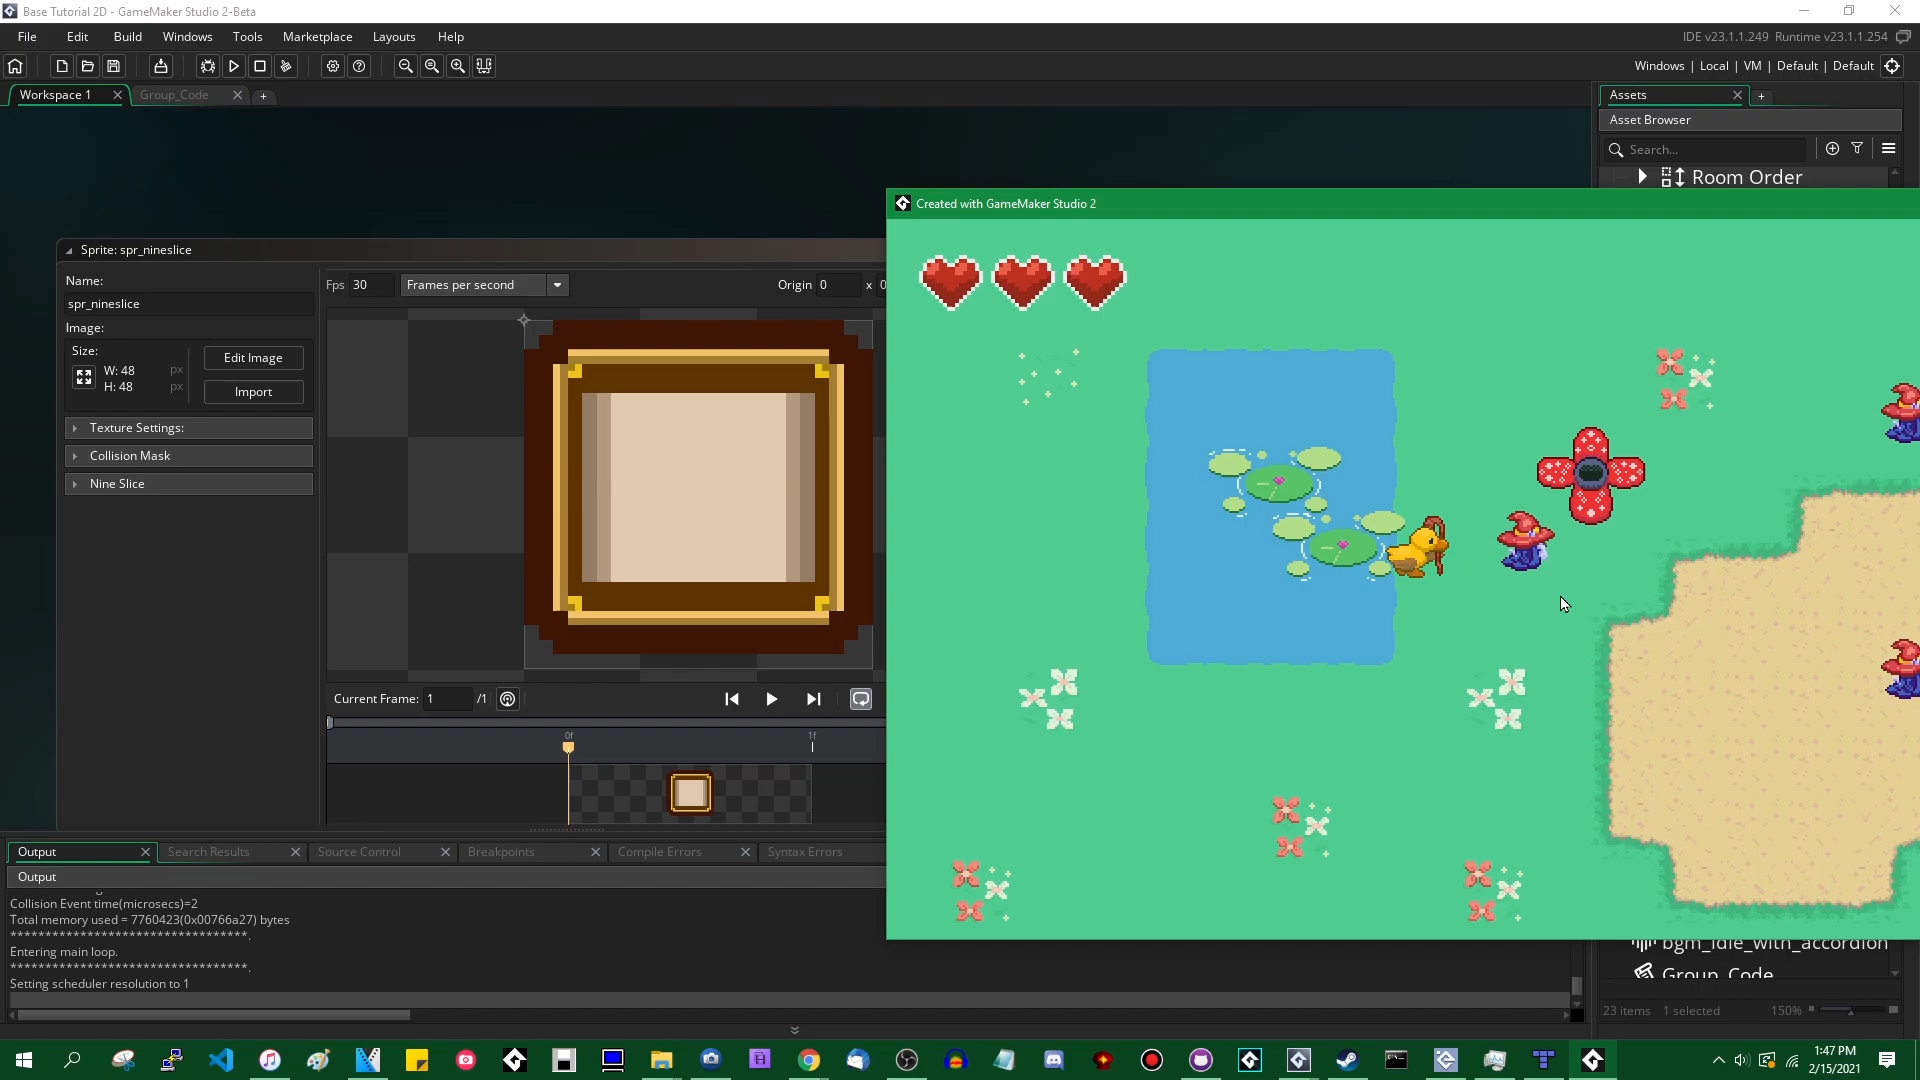 Base Tutorial 2D - GameMaker Studio 2-Beta
File Edit Build Windows Tools Marketplace Layouts Help
IDE v23.1.1.249 Runtime v23.1.1.254
Windows | Local | VM | Default | Default
Workspace 1
Group_Code
Assets
Asset Browser
Search...
Room Order
Created with GameMaker Studio 2
Sprite: spr_nineslice
Name:
spr_nineslice
Image:
Size:
W: 48 px
H: 48 px
Edit Image
Import
Texture Settings:
Collision Mask
Nine Slice
Fps 30 Frames per second
Origin 0 x 0
Current Frame: 1 /1
0f
1f
Output
Search Results
Source Control
Breakpoints
Compile Errors
Syntax Errors
Output
Collision Event time(microsecs)=2
Total memory used = 7760423(0x00766a27) bytes
**********************************.
Entering main loop.
**********************************.
Setting scheduler resolution to 1
bgm_idle_with_accordion
Group_Code
23 items 1 selected 150%
1:47 PM
2/15/2021